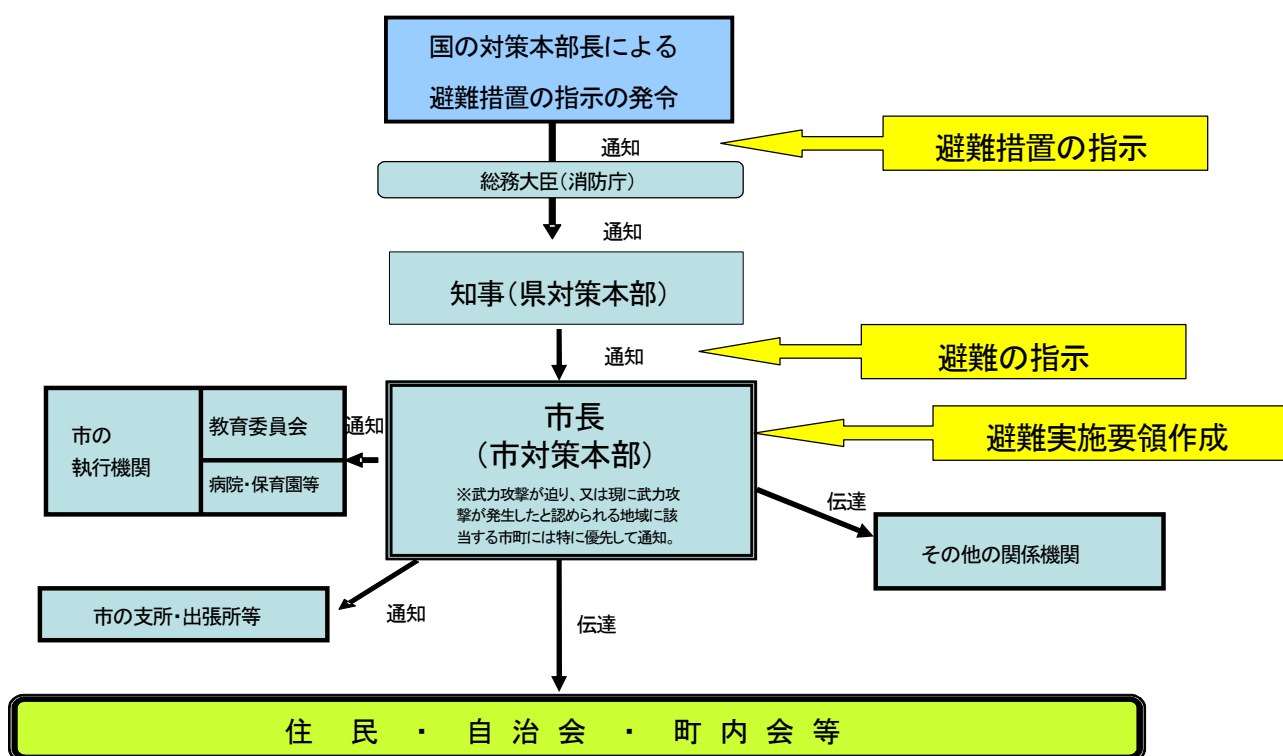 国の対策本部長による
避難措置の指示の発令
通知
避難措置の指示
総務大臣(消防庁)
通知
知事(県対策本部)
通知
避難の指示
市の
執行機関
教育委員会
病院・保育園等
通知
市長
(市対策本部)
※武力攻撃が迫り、又は現に武力攻
撃が発生したと認められる地域に該
当する市町には特に優先して通知。
避難実施要領作成
伝達
その他の関係機関
市の支所・出張所等
通知
伝達
住民・自治会・町内会等